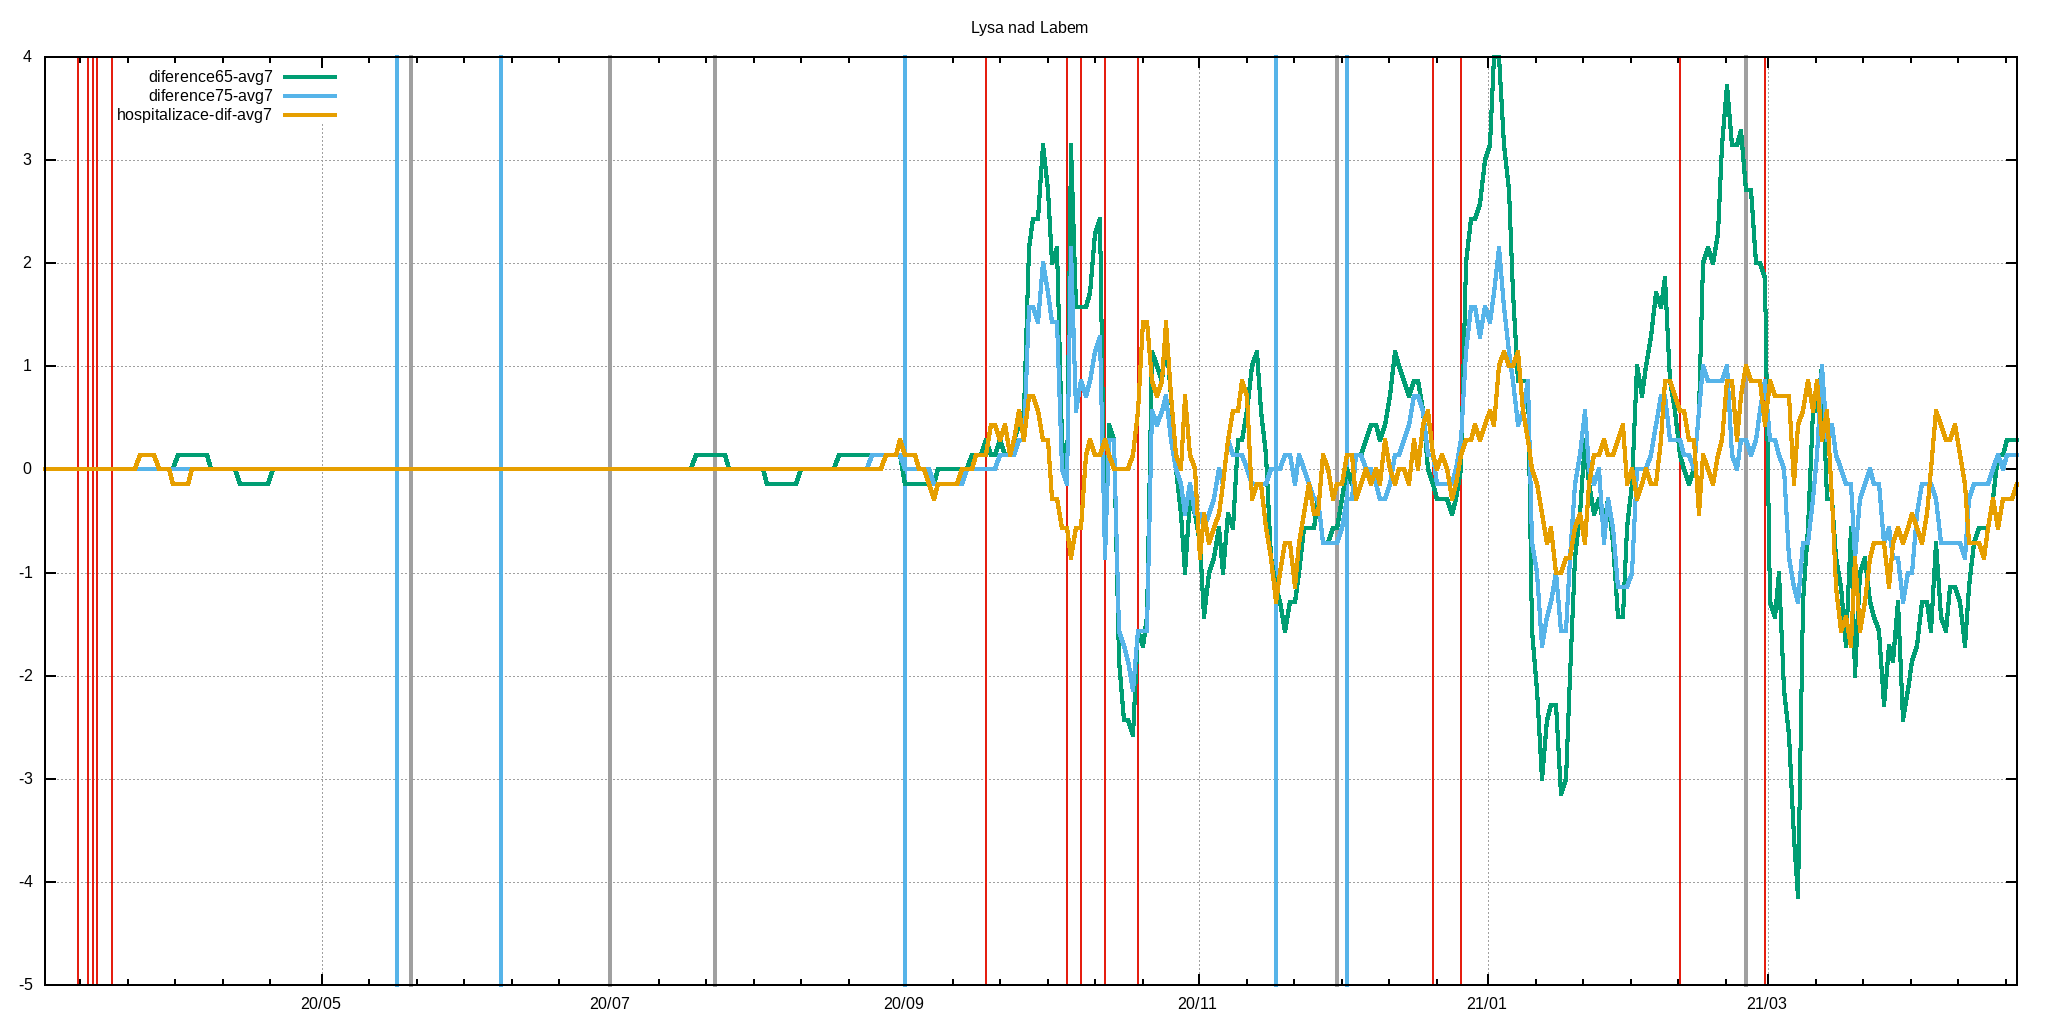 Lysa nad Labem
diference65-avg7
diference75-avg7
hospitalizace-dif-avg7
4
3
2
1
0
-1
-2
-3
-4
-5
20/05 20/07 20/09 20/11 21/01 21/03